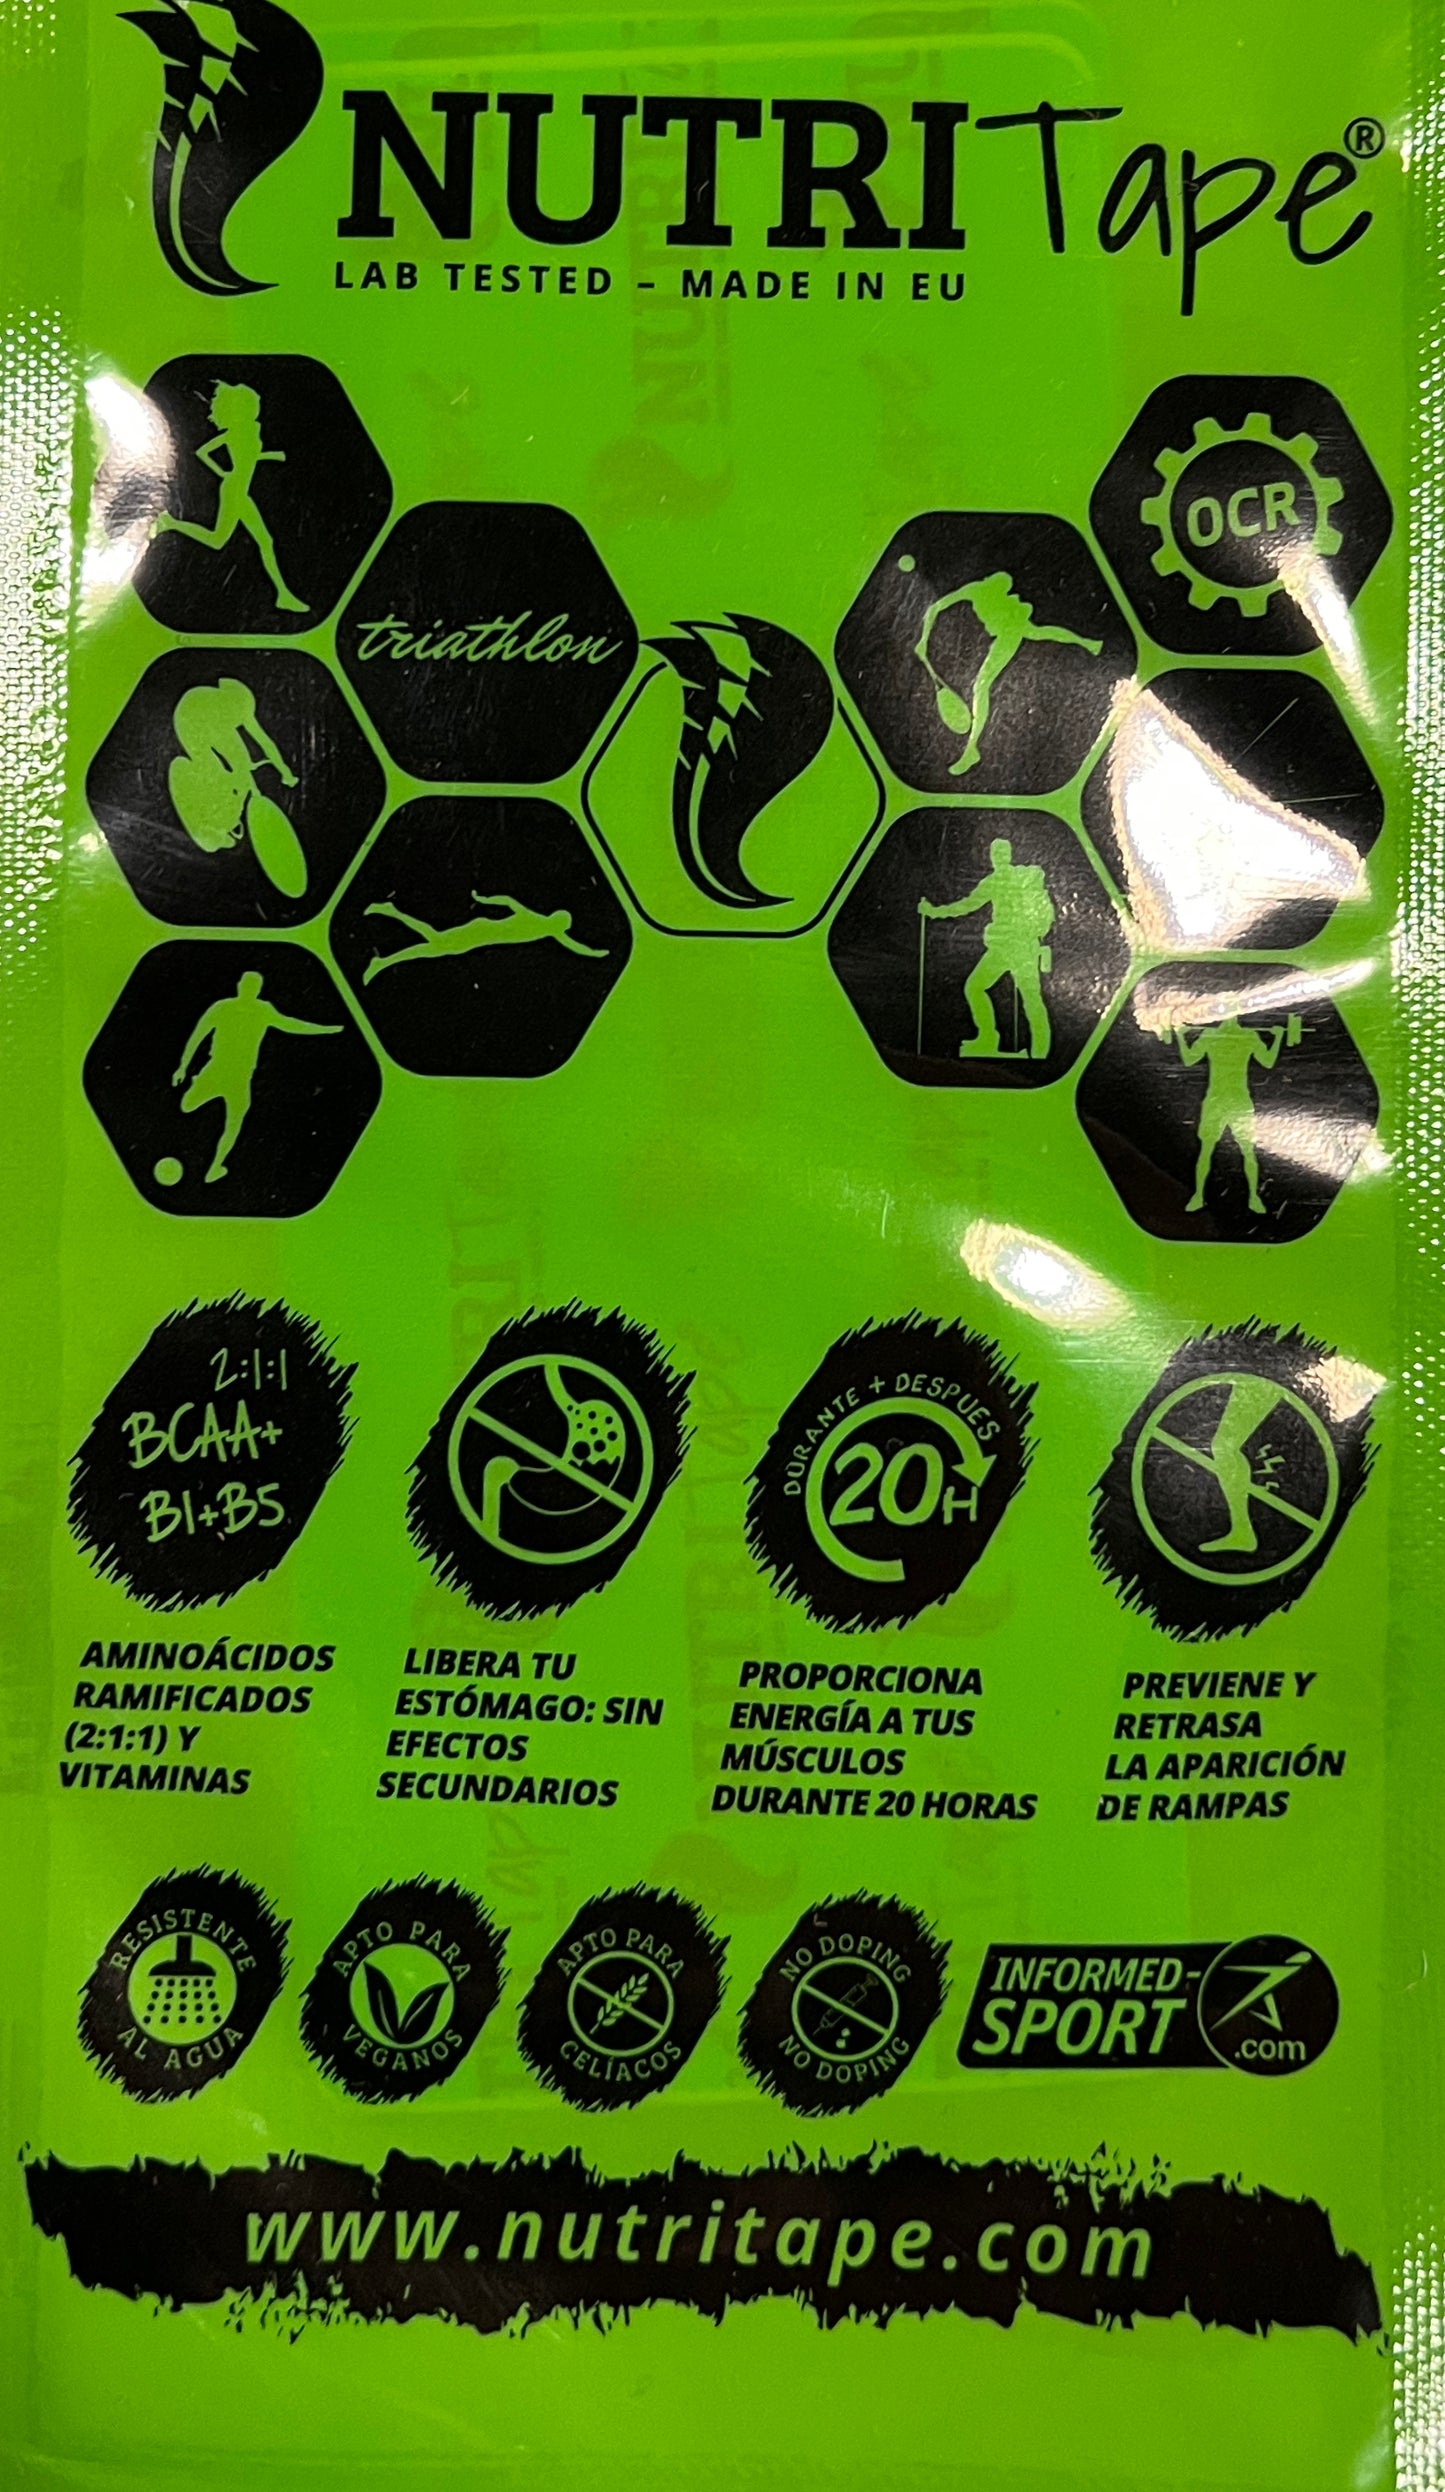 NUTRI Tape®
LAB TESTED – MADE IN EU
OCR
triathlon
2:1:1
BCAA+
B1+B5
DURANTE + DESPUES
20H
AMINOÁCIDOS
RAMIFICADOS
(2:1:1) Y
VITAMINAS
LIBERA TU
ESTÓMAGO: SIN
EFECTOS
SECUNDARIOS
PROPORCIONA
ENERGÍA A TUS
MÚSCULOS
DURANTE 20 HORAS
PREVIENE Y
RETRASA
LA APARICIÓN
DE RAMPAS
RESISTENTE
AL AGUA
APTO PARA
VEGANOS
APTO PARA
CELÍACOS
NO DOPING
NO DOPING
INFORMED-
SPORT
.com
www.nutritape.com